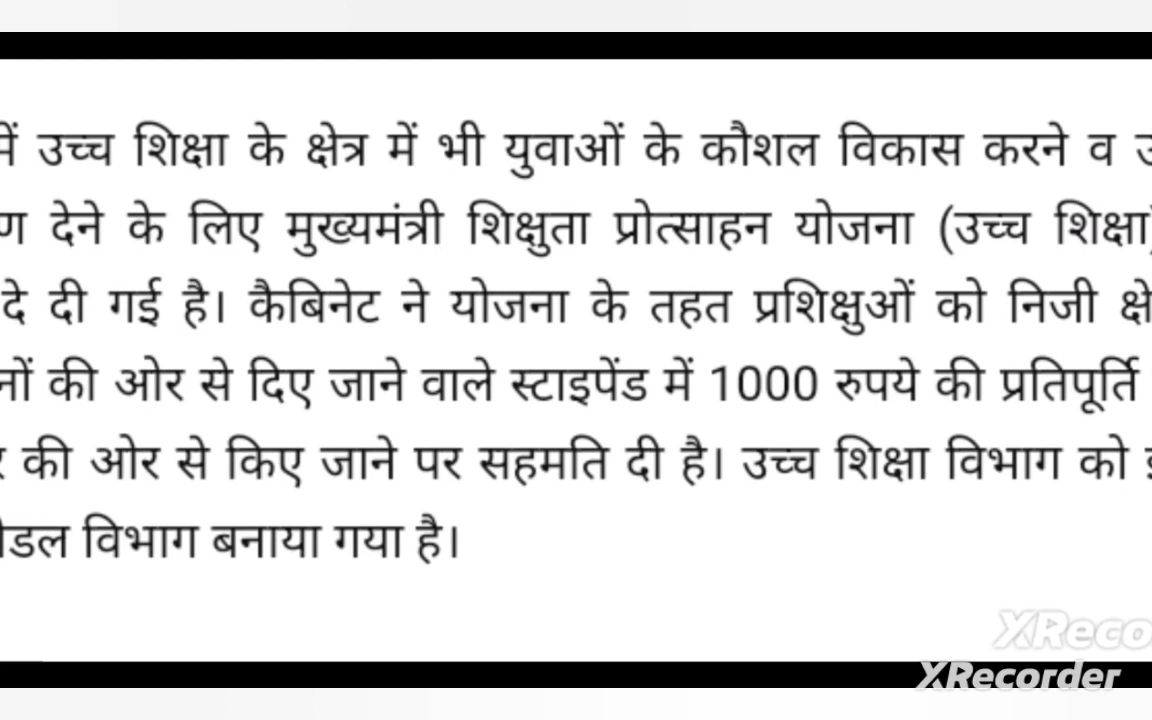 में उच्च शिक्षा के क्षेत्र में भी युवाओं के कौशल विकास करने व
देने के लिए मुख्यमंत्री शिक्षुता प्रोत्साहन योजना (उच्च शिक्षा)
दे दी गई है। कैबिनेट ने योजना के तहत प्रशिक्षुओं को निजी
की ओर से दिए जाने वाले स्टाइपेंड में 1000 रुपये की प्रतिपूर्ति
की ओर से किए जाने पर सहमति दी है। उच्च शिक्षा विभाग को
विभाग बनाया गया है।
XRecorder